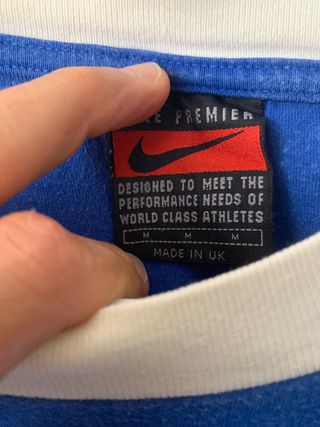 PREMIER
DESIGNED TO MEET THE
PERFORMANCE NEEDS OF
WORLD CLASS ATHLETES
M M M
MADE IN UK